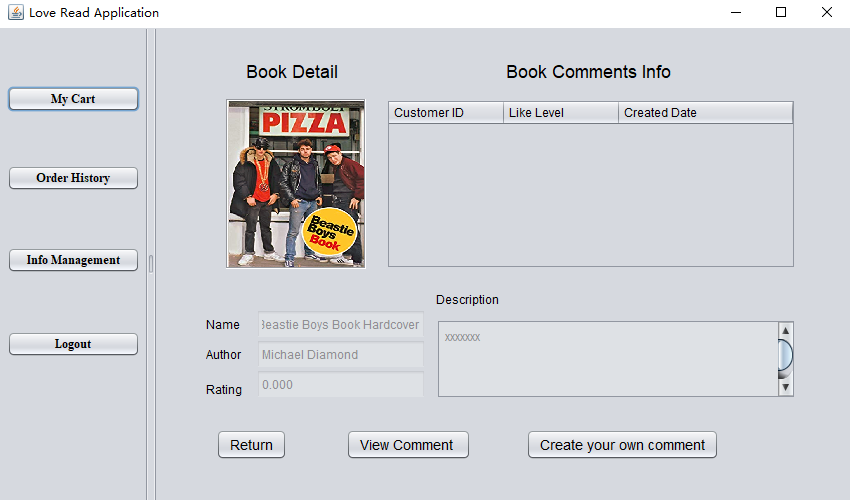 Love Read Application
My Cart
Order History
Info Management
Logout
Book Detail
STROMBOLI
PIZZA
Beastie
Boys
Book
Book Comments Info
Customer ID Like Level Created Date
Name Beastie Boys Book Hardcover
Author Michael Diamond
Rating 0.000
Description
xxxxxxx
Return View Comment Create your own comment